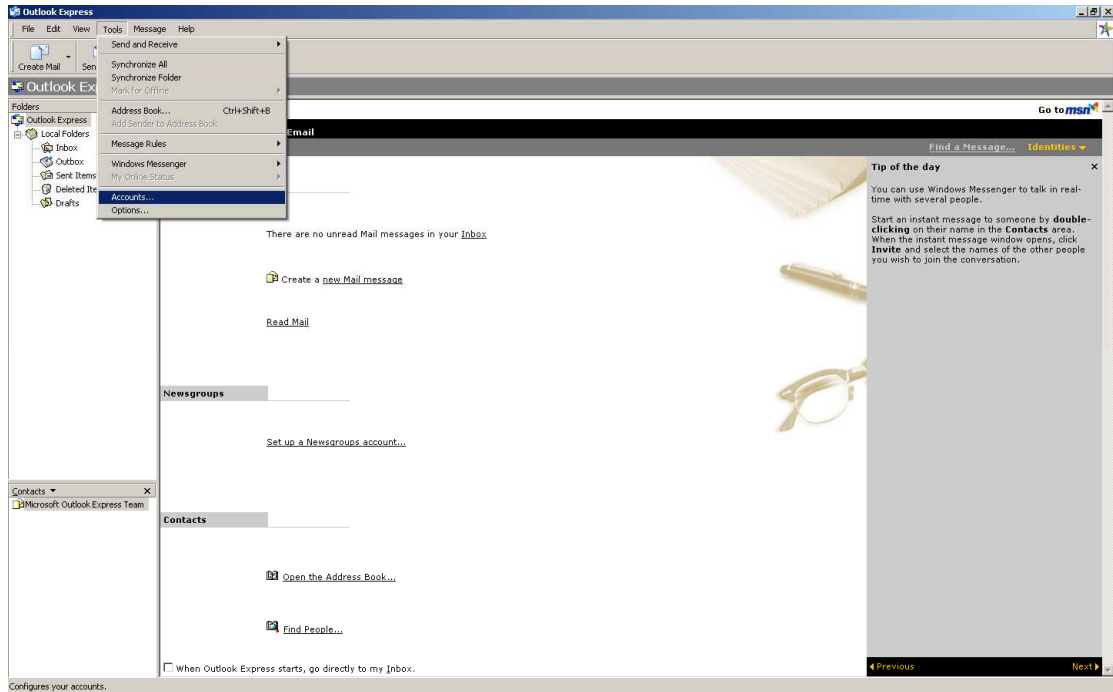 Outlook Express
File Edit View Tools Message Help
Create Mail Sen
Outlook Ex
Send and Receive
Synchronize All
Synchronize Folder
Mark for Offline
Address Book... Ctrl+Shift+B
Add Sender to Address Book
Message Rules
Windows Messenger
My Online Status
Accounts...
Options...
Folders
Outlook Express
Local Folders
Inbox
Outbox
Sent Items
Deleted Ite
Drafts
Contacts
Microsoft Outlook Express Team
Go to msn
Email
Find a Message... Identities
There are no unread Mail messages in your Inbox
Create a new Mail message
Read Mail
Newsgroups
Set up a Newsgroups account...
Contacts
Open the Address Book...
Find People...
When Outlook Express starts, go directly to my Inbox.
Tip of the day
You can use Windows Messenger to talk in real-
time with several people.
Start an instant message to someone by double-
clicking on their name in the Contacts area.
When the instant message window opens, click
Invite and select the names of the other people
you wish to join the conversation.
Previous Next
Configures your accounts.